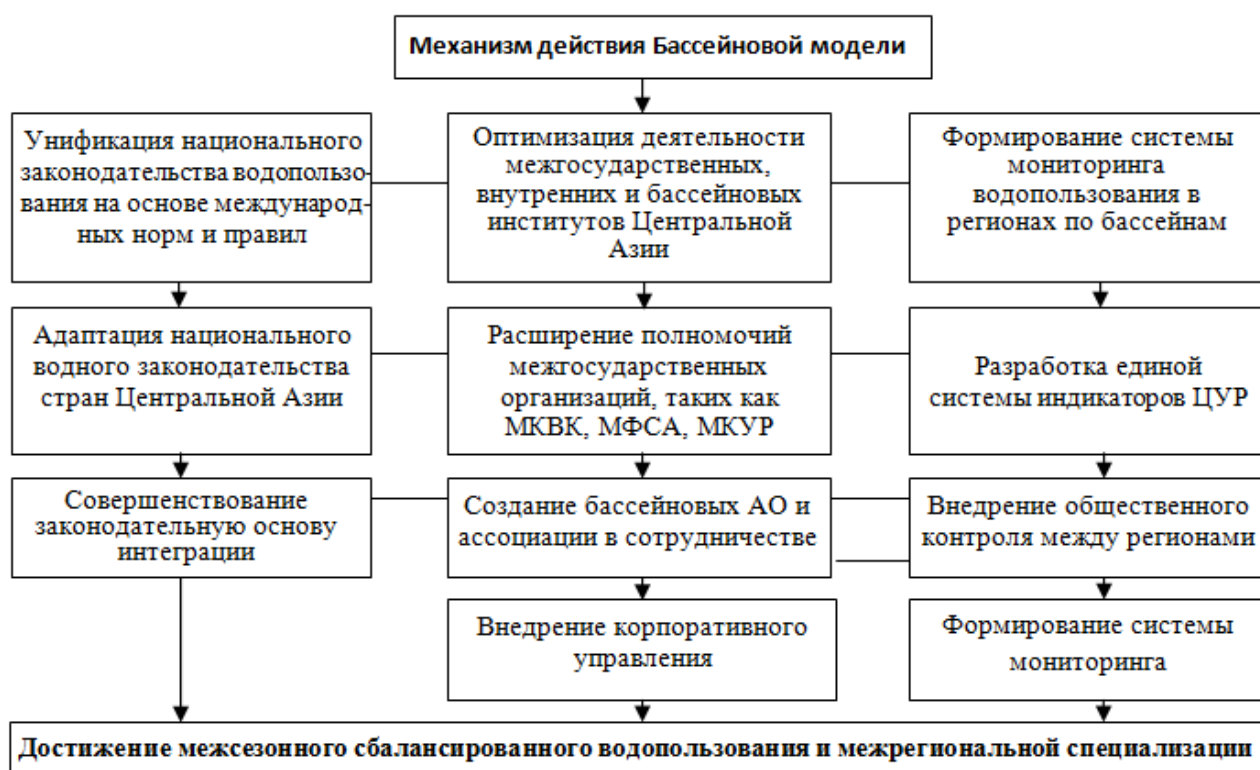 Механизм действия Бассейновой модели
Унификация национального
законодательства водопользо-
вания на основе международ-
ных норм и правил
Оптимизация деятельности
межгосударственных,
внутренних и бассейновых
институтов Центральной
Азии
Формирование системы
мониторинга
водопользования в
регионах по бассейнам
Адаптация национального
водного законодательства
стран Центральной Азии
Расширение полномочий
межгосударственных
организаций, таких как
МКВК, МФСА, МКУР
Разработка единой
системы индикаторов ЦУР
Совершенствование
законодательную основу
интеграции
Создание бассейновых АО и
ассоциации в сотрудничестве
Внедрение общественного
контроля между регионами
Внедрение корпоративного
управления
Формирование системы
мониторинга
Достижение межсезонного сбалансированного водопользования и межрегиональной специализации